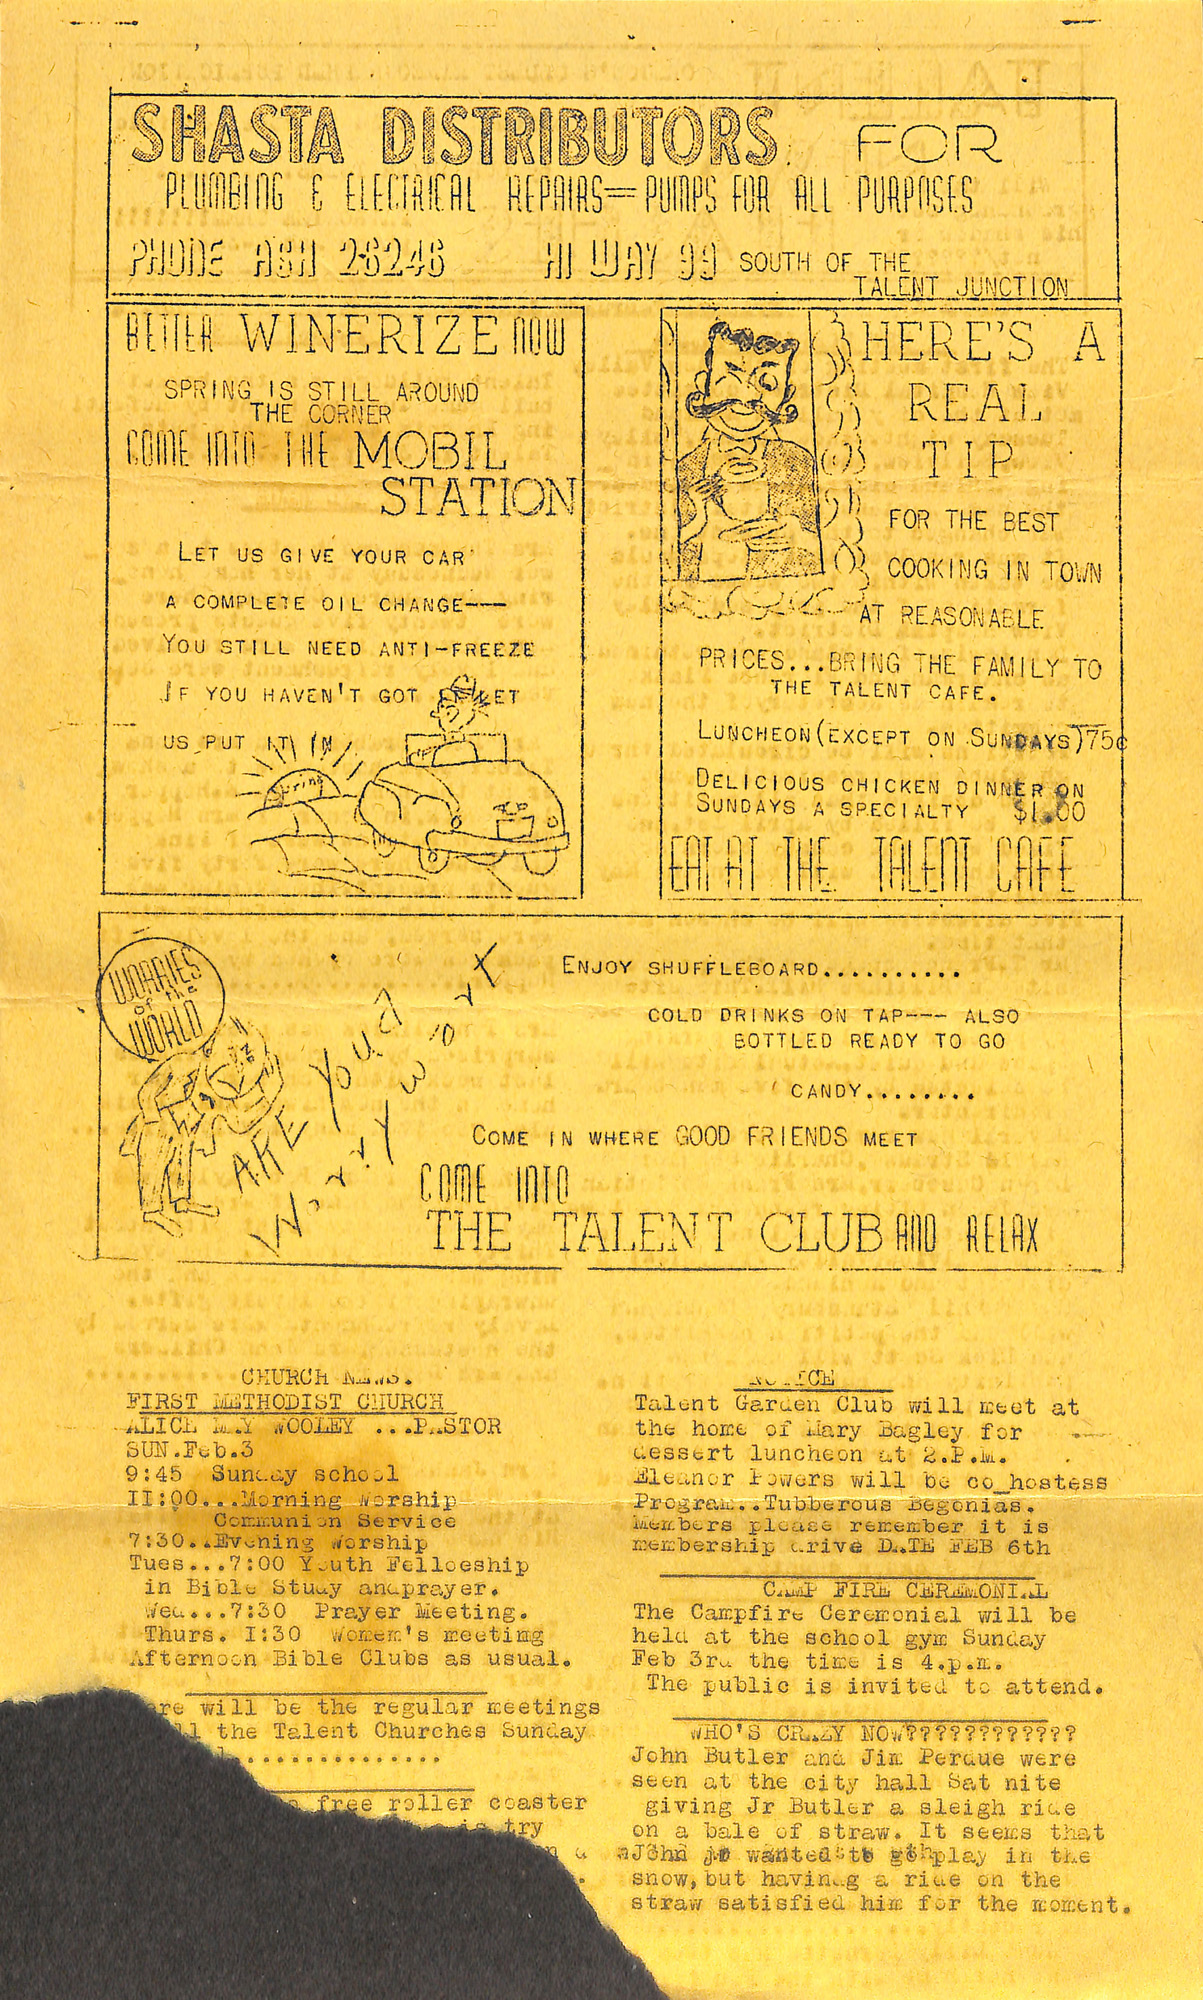 SHASTA DISTRIBUTORS FOR
PLUMBING & ELECTRICAL REPAIRS=PUMPS FOR ALL PURPOSES
PHONE ASH 26246 HI WAY 99 SOUTH OF THE
TALENT JUNCTION
BETTER WINERIZE NOW
SPRING IS STILL AROUND
THE CORNER
COME INTO THE MOBIL
STATION
LET US GIVE YOUR CAR
A COMPLETE OIL CHANGE---
YOU STILL NEED ANTI-FREEZE
IF YOU HAVEN'T GOT LET
US PUT IT IN
Spring
HERE'S A
REAL
TIP
FOR THE BEST
COOKING IN TOWN
AT REASONABLE
PRICES...BRING THE FAMILY TO
THE TALENT CAFE.
LUNCHEON(EXCEPT ON SUNDAYS)75¢
DELICIOUS CHICKEN DINNER ON
SUNDAYS A SPECIALTY $1.00
EAT AT THE TALENT CAFE
WORRIES
of the
WORLD
ARE YOU A
Worry wort
ENJOY SHUFFLEBOARD..........
COLD DRINKS ON TAP--- ALSO
BOTTLED READY TO GO
CANDY........
COME IN WHERE GOOD FRIENDS MEET
COME INTO
THE TALENT CLUB AND RELAX
CHURCH NEWS.
FIRST METHODIST CHURCH
ALICE MAY WOOLEY ...PASTOR
SUN.Feb.3
9:45 Sunday school
II:00...Morning Worship
Communion Service
7:30..Evening Worship
Tues...7:00 Youth Felloeship
in Bible Study andprayer.
Wed...7:30 Prayer Meeting.
Thurs. I:30 Women's meeting
Afternoon Bible Clubs as usual.
will be the regular meetings
the Talent Churches Sunday
free roller coaster
is try
NOTICE
Talent Garden Club will meet at
the home of Mary Bagley for
dessert luncheon at 2.P.M.
Eleanor Powers will be co_hostess
Program..Tubberous Begonias.
Members please remember it is
membership drive DATE FEB 6th
CAMP FIRE CEREMONIAL
The Campfire Ceremonial will be
held at the school gym Sunday
Feb 3rd the time is 4.p.m.
The public is invited to attend.
WHO'S CRAZY NOW????????????
John Butler and Jim Perdue were
seen at the city hall Sat nite
giving Jr Butler a sleigh ride
on a bale of straw. It seems that
John jr wanted to play in the
snow,but having a ride on the
straw satisfied him for the moment.